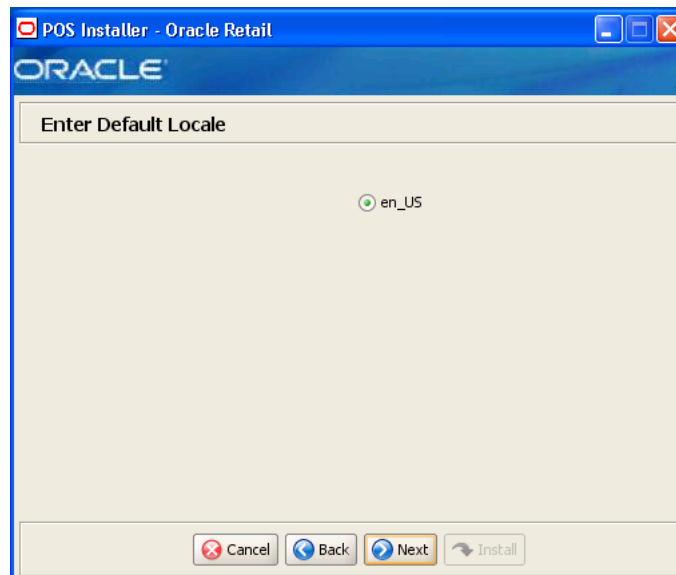 POS Installer - Oracle Retail
ORACLE
Enter Default Locale
en_US
Cancel Back Next Install